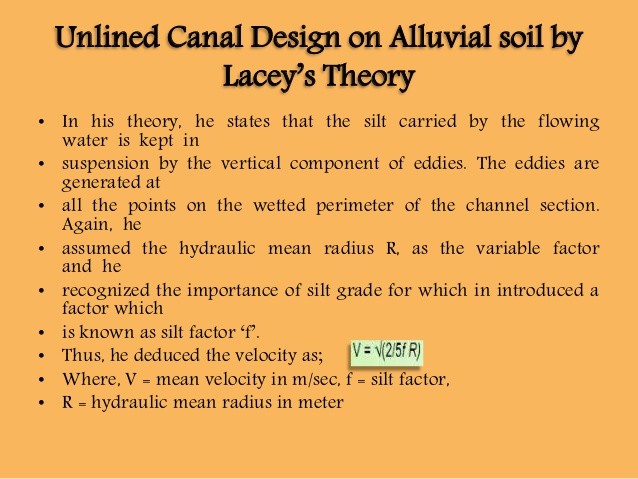 Unlined Canal Design on Alluvial soil by
Lacey's Theory
• In his theory, he states that the silt carried by the flowing
water is kept in
• suspension by the vertical component of eddies. The eddies are
generated at
• all the points on the wetted perimeter of the channel section.
Again, he
• assumed the hydraulic mean radius R, as the variable factor
and he
• recognized the importance of silt grade for which in introduced a
factor which
• is known as silt factor ‘f’.
• Thus, he deduced the velocity as; V = √(2/5f R)
• Where, V = mean velocity in m/sec, f = silt factor,
• R = hydraulic mean radius in meter